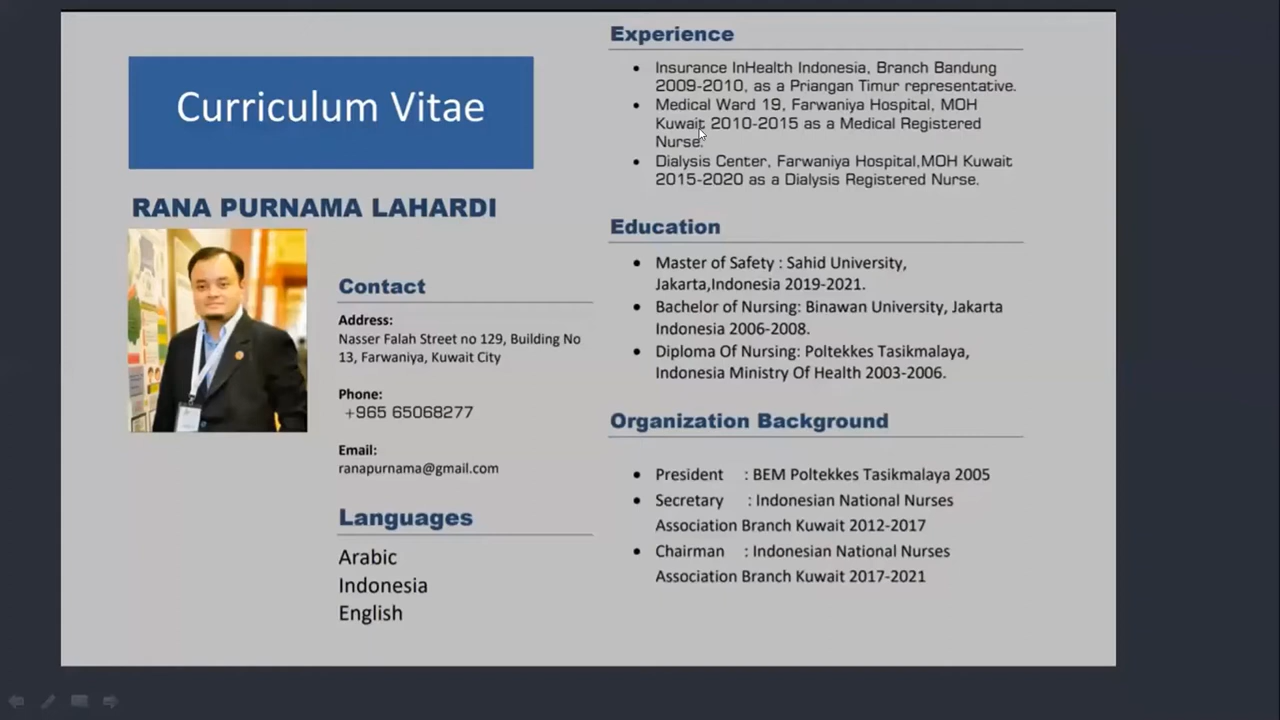 Curriculum Vitae
RANA PURNAMA LAHARDI
Contact
Address:
Nasser Falah Street no 129, Building No
13, Farwaniya, Kuwait City
Phone:
+965 65068277
Email:
ranapurnama@gmail.com
Languages
Arabic
Indonesia
English
Experience
• Insurance InHealth Indonesia, Branch Bandung
2009-2010, as a Priangan Timur representative.
• Medical Ward 19, Farwaniya Hospital, MOH
Kuwait 2010-2015 as a Medical Registered
Nurse.
• Dialysis Center, Farwaniya Hospital,MOH Kuwait
2015-2020 as a Dialysis Registered Nurse.
Education
• Master of Safety : Sahid University,
Jakarta,Indonesia 2019-2021.
• Bachelor of Nursing: Binawan University, Jakarta
Indonesia 2006-2008.
• Diploma Of Nursing: Poltekkes Tasikmalaya,
Indonesia Ministry Of Health 2003-2006.
Organization Background
• President : BEM Poltekkes Tasikmalaya 2005
• Secretary : Indonesian National Nurses
Association Branch Kuwait 2012-2017
• Chairman : Indonesian National Nurses
Association Branch Kuwait 2017-2021